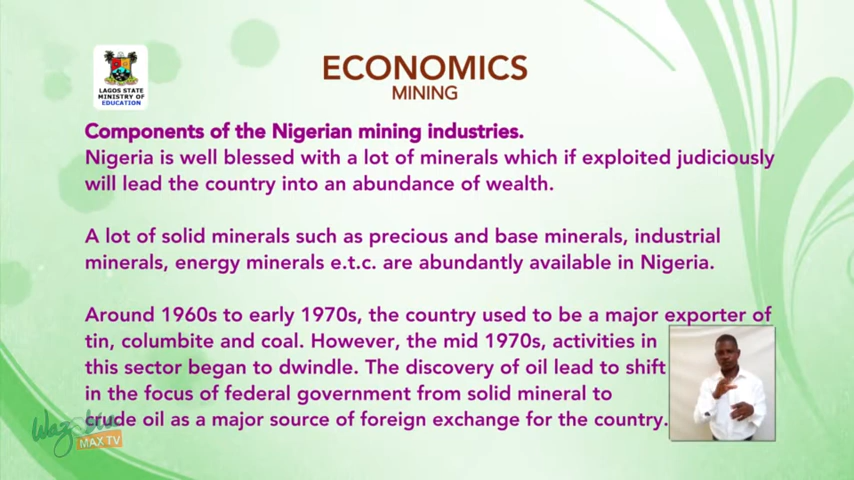 LAGOS STATE
MINISTRY OF
EDUCATION
ECONOMICS
MINING
Components of the Nigerian mining industries.
Nigeria is well blessed with a lot of minerals which if exploited judiciously
will lead the country into an abundance of wealth.
A lot of solid minerals such as precious and base minerals, industrial
minerals, energy minerals e.t.c. are abundantly available in Nigeria.
Around 1960s to early 1970s, the country used to be a major exporter of
tin, columbite and coal. However, the mid 1970s, activities in
this sector began to dwindle. The discovery of oil lead to shift
in the focus of federal government from solid mineral to
crude oil as a major source of foreign exchange for the country.
Wazobia
MAX TV